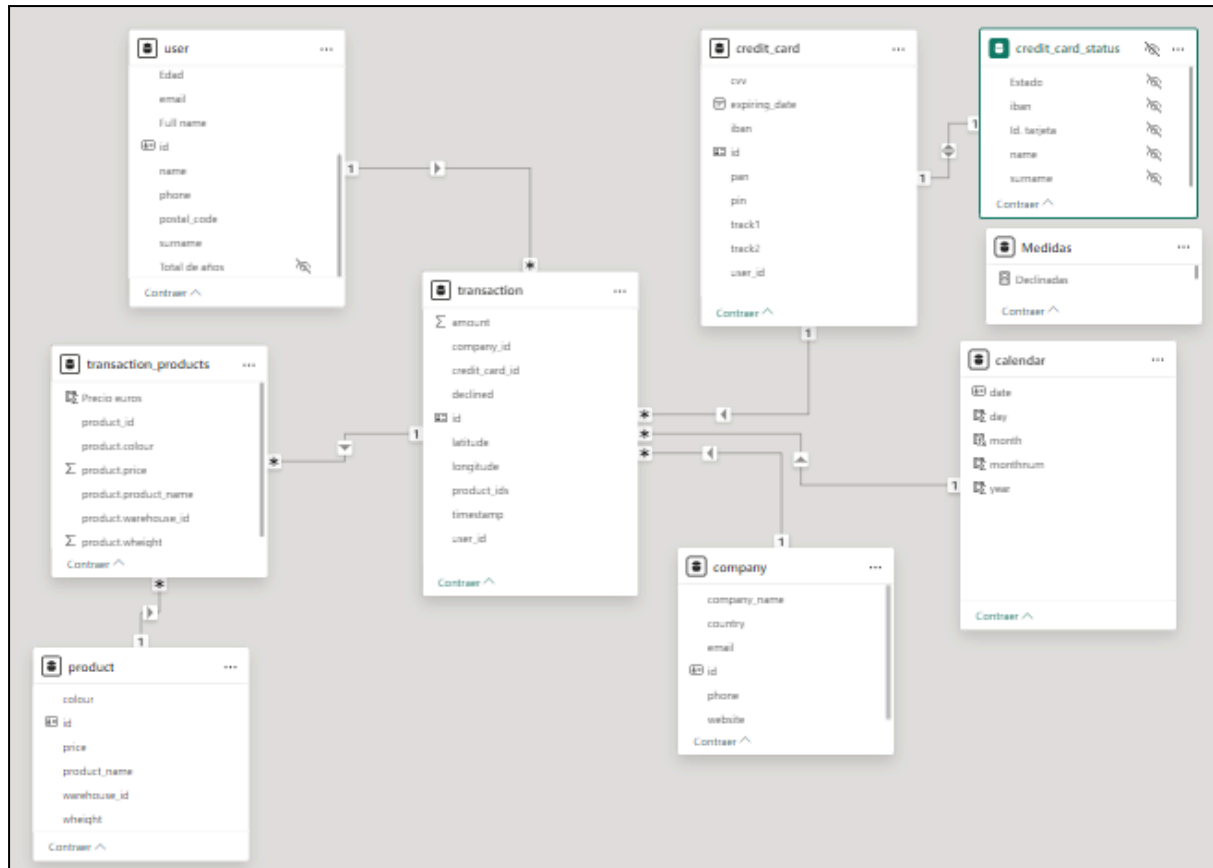 user
Edad
email
Full name
id
name
phone
postal_code
surname
Total de años
Contraer
credit_card
cvv
expiring_date
iban
id
pan
pin
track1
track2
user_id
Contraer
credit_card_status
Estado
iban
Id. tarjeta
name
surname
Contraer
Medidas
Declinadas
Contraer
transaction
Σ amount
company_id
credit_card_id
declined
id
latitude
longitude
product_ids
timestamp
user_id
Contraer
transaction_products
Precio euros
product_id
product.colour
Σ product.price
product.product_name
product.warehouse_id
Σ product.wheight
Contraer
calendar
date
day
month
monthnum
year
Contraer
company
company_name
country
email
id
phone
website
Contraer
product
colour
id
price
product_name
warehouse_id
wheight
Contraer
1
*
1
1
1
*
1
*
*
*
1
1
*
*
1